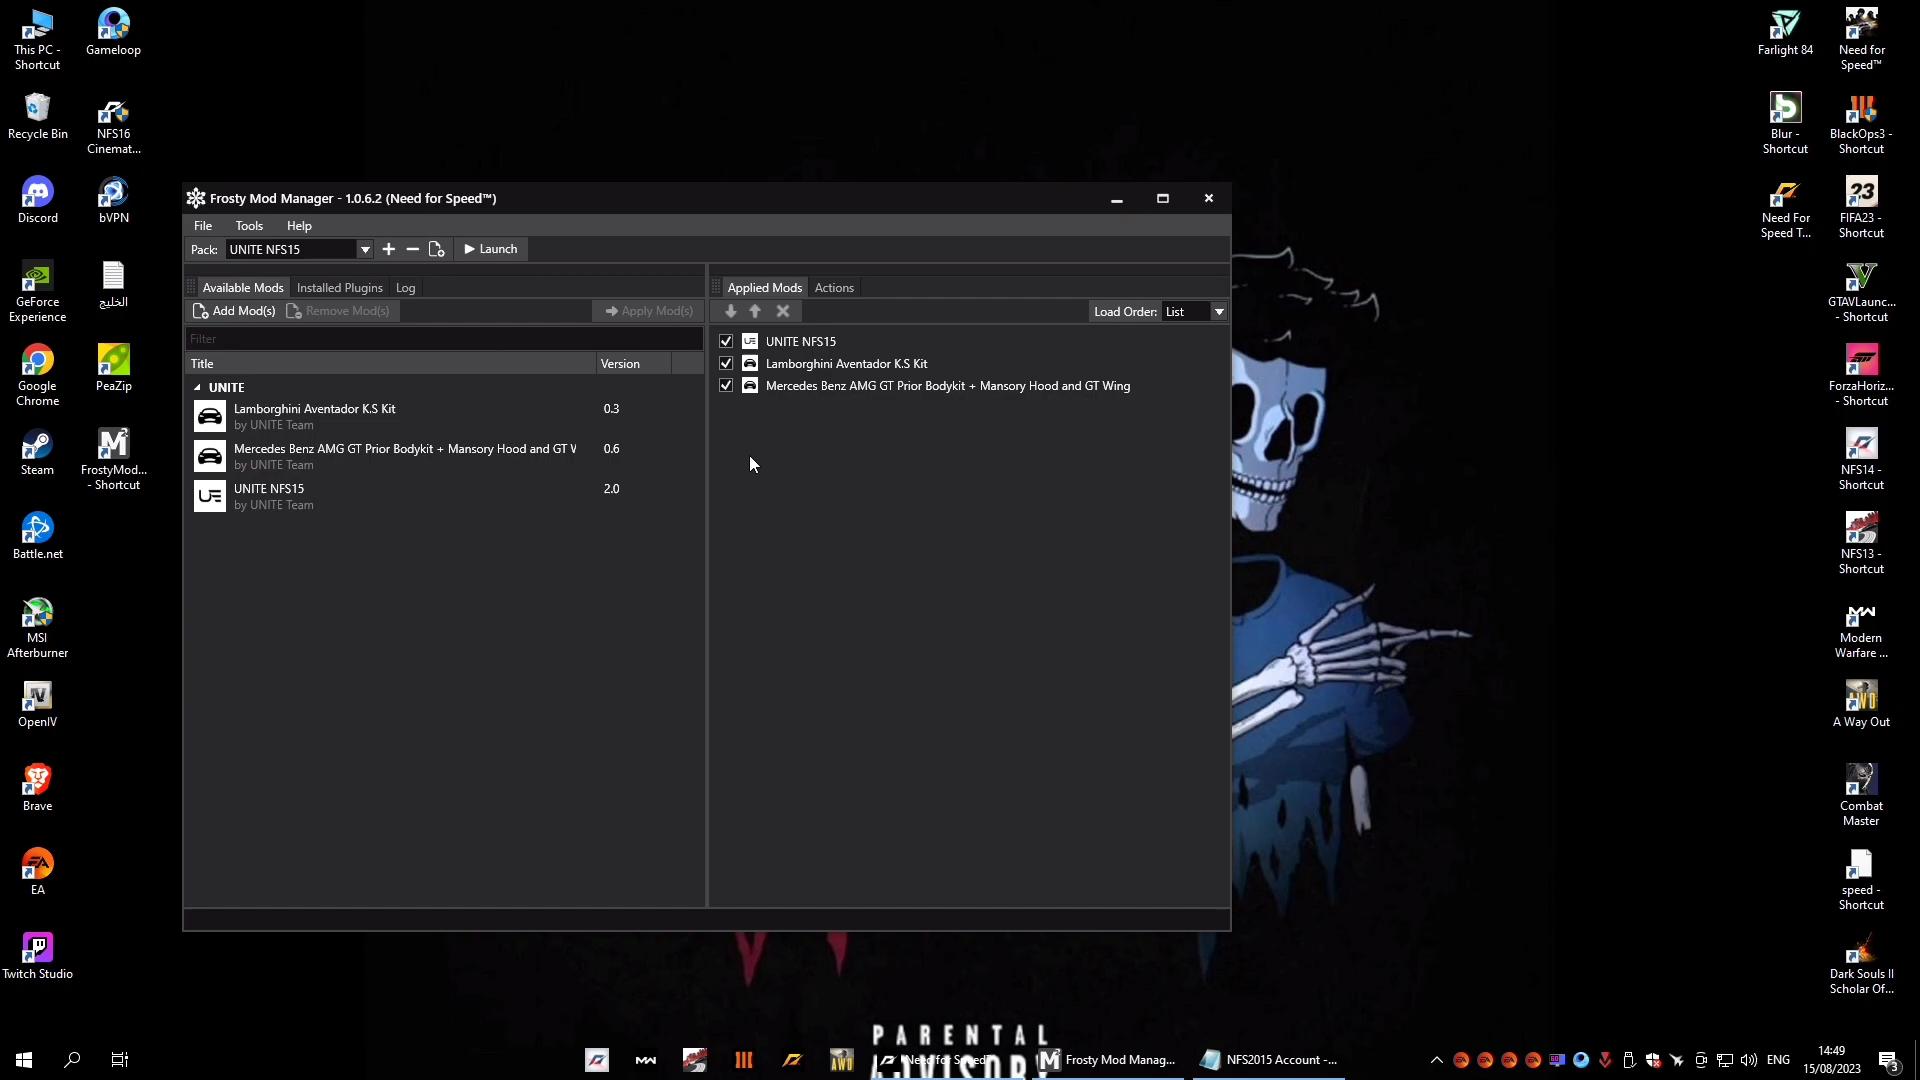 This PC -
Shortcut
Gameloop
Recycle Bin
NFS16
Cinemat...
Discord
bVPN
GeForce
Experience
الخليج
Google
Chrome
PeaZip
Steam
FrostyMod...
- Shortcut
Battle.net
MSI
Afterburner
OpenIV
Brave
EA
Twitch Studio
Frosty Mod Manager - 1.0.6.2 (Need for Speed™)
File Tools Help
Pack: UNITE NFS15 Launch
Available Mods Installed Plugins Log
Add Mod(s) Remove Mod(s) Apply Mod(s)
Filter
Title Version
UNITE
Lamborghini Aventador K.S Kit 0.3
by UNITE Team
Mercedes Benz AMG GT Prior Bodykit + Mansory Hood and GT 0.6
by UNITE Team
UNITE NFS15 2.0
by UNITE Team
Applied Mods Actions
Load Order: List
UNITE NFS15
Lamborghini Aventador K.S Kit
Mercedes Benz AMG GT Prior Bodykit + Mansory Hood and GT Wing
Farlight 84
Need for
Speed™
Blur -
Shortcut
BlackOps3 -
Shortcut
Need For
Speed T...
23
FIFA23 -
Shortcut
GTAVLaunc...
- Shortcut
ForzaHoriz...
- Shortcut
NFS14 -
Shortcut
NFS13 -
Shortcut
Modern
Warfare ...
A Way Out
Combat
Master
speed -
Shortcut
Dark Souls II
Scholar Of...
PARENTAL
ADVISORY
Need for Speed™
Frosty Mod Manag...
NFS2015 Account -...
ENG
14:49
15/08/2023
3